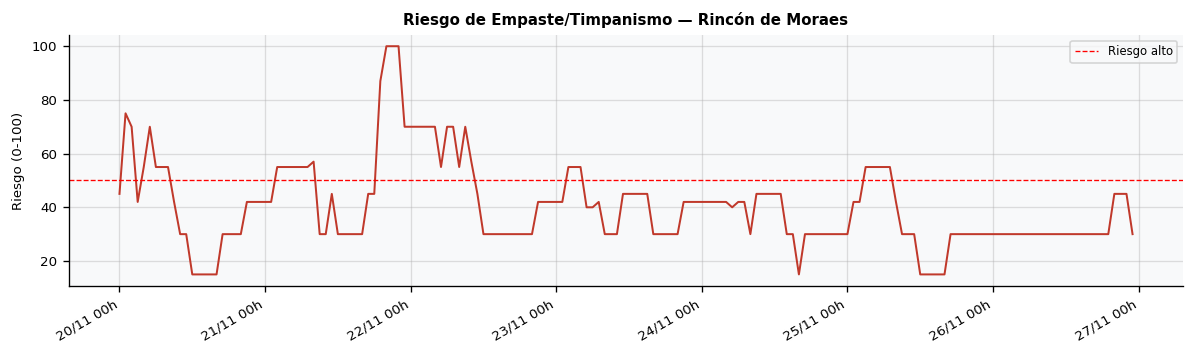 Riesgo de Empaste/Timpanismo — Rincón de Moraes
Riesgo (0-100)
100
80
60
40
20
Riesgo alto
20/11 00h
21/11 00h
22/11 00h
23/11 00h
24/11 00h
25/11 00h
26/11 00h
27/11 00h